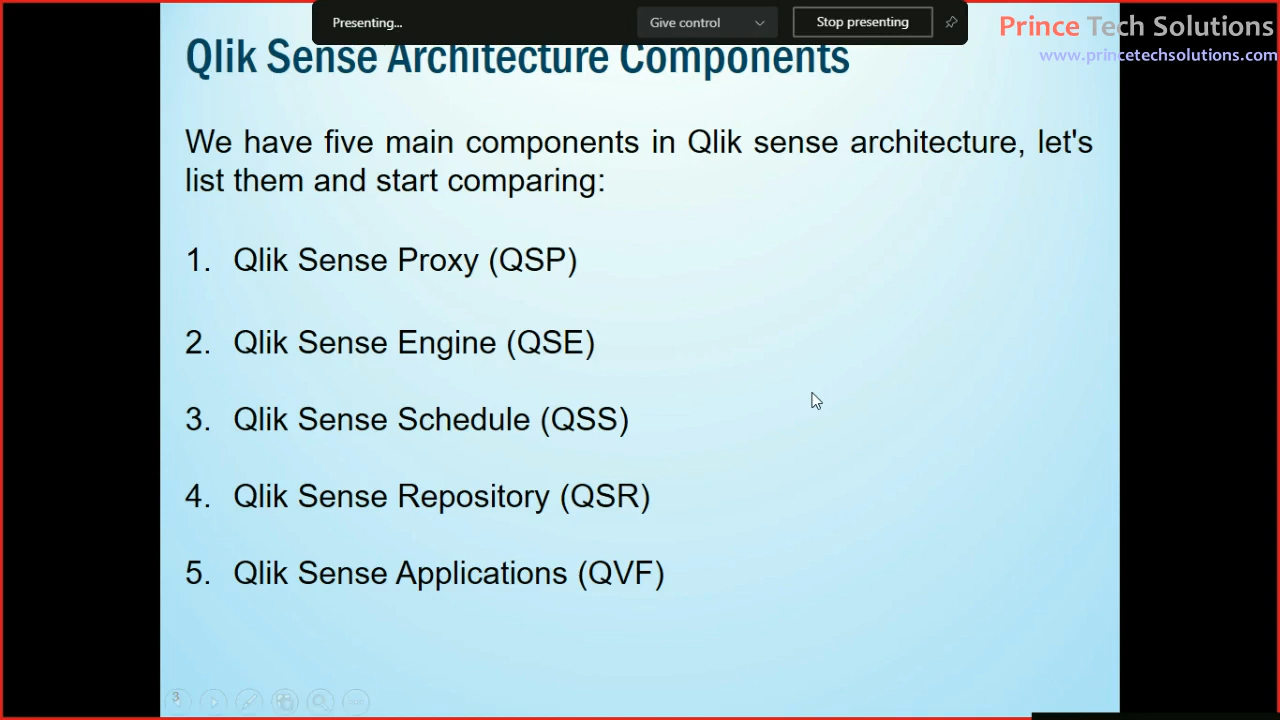 Presenting...
Give control
Stop presenting
Prince Tech Solutions
www.princetechsolutions.com
Qlik Sense Architecture Components
We have five main components in Qlik sense architecture, let's
list them and start comparing:
1. Qlik Sense Proxy (QSP)
2. Qlik Sense Engine (QSE)
3. Qlik Sense Schedule (QSS)
4. Qlik Sense Repository (QSR)
5. Qlik Sense Applications (QVF)
3